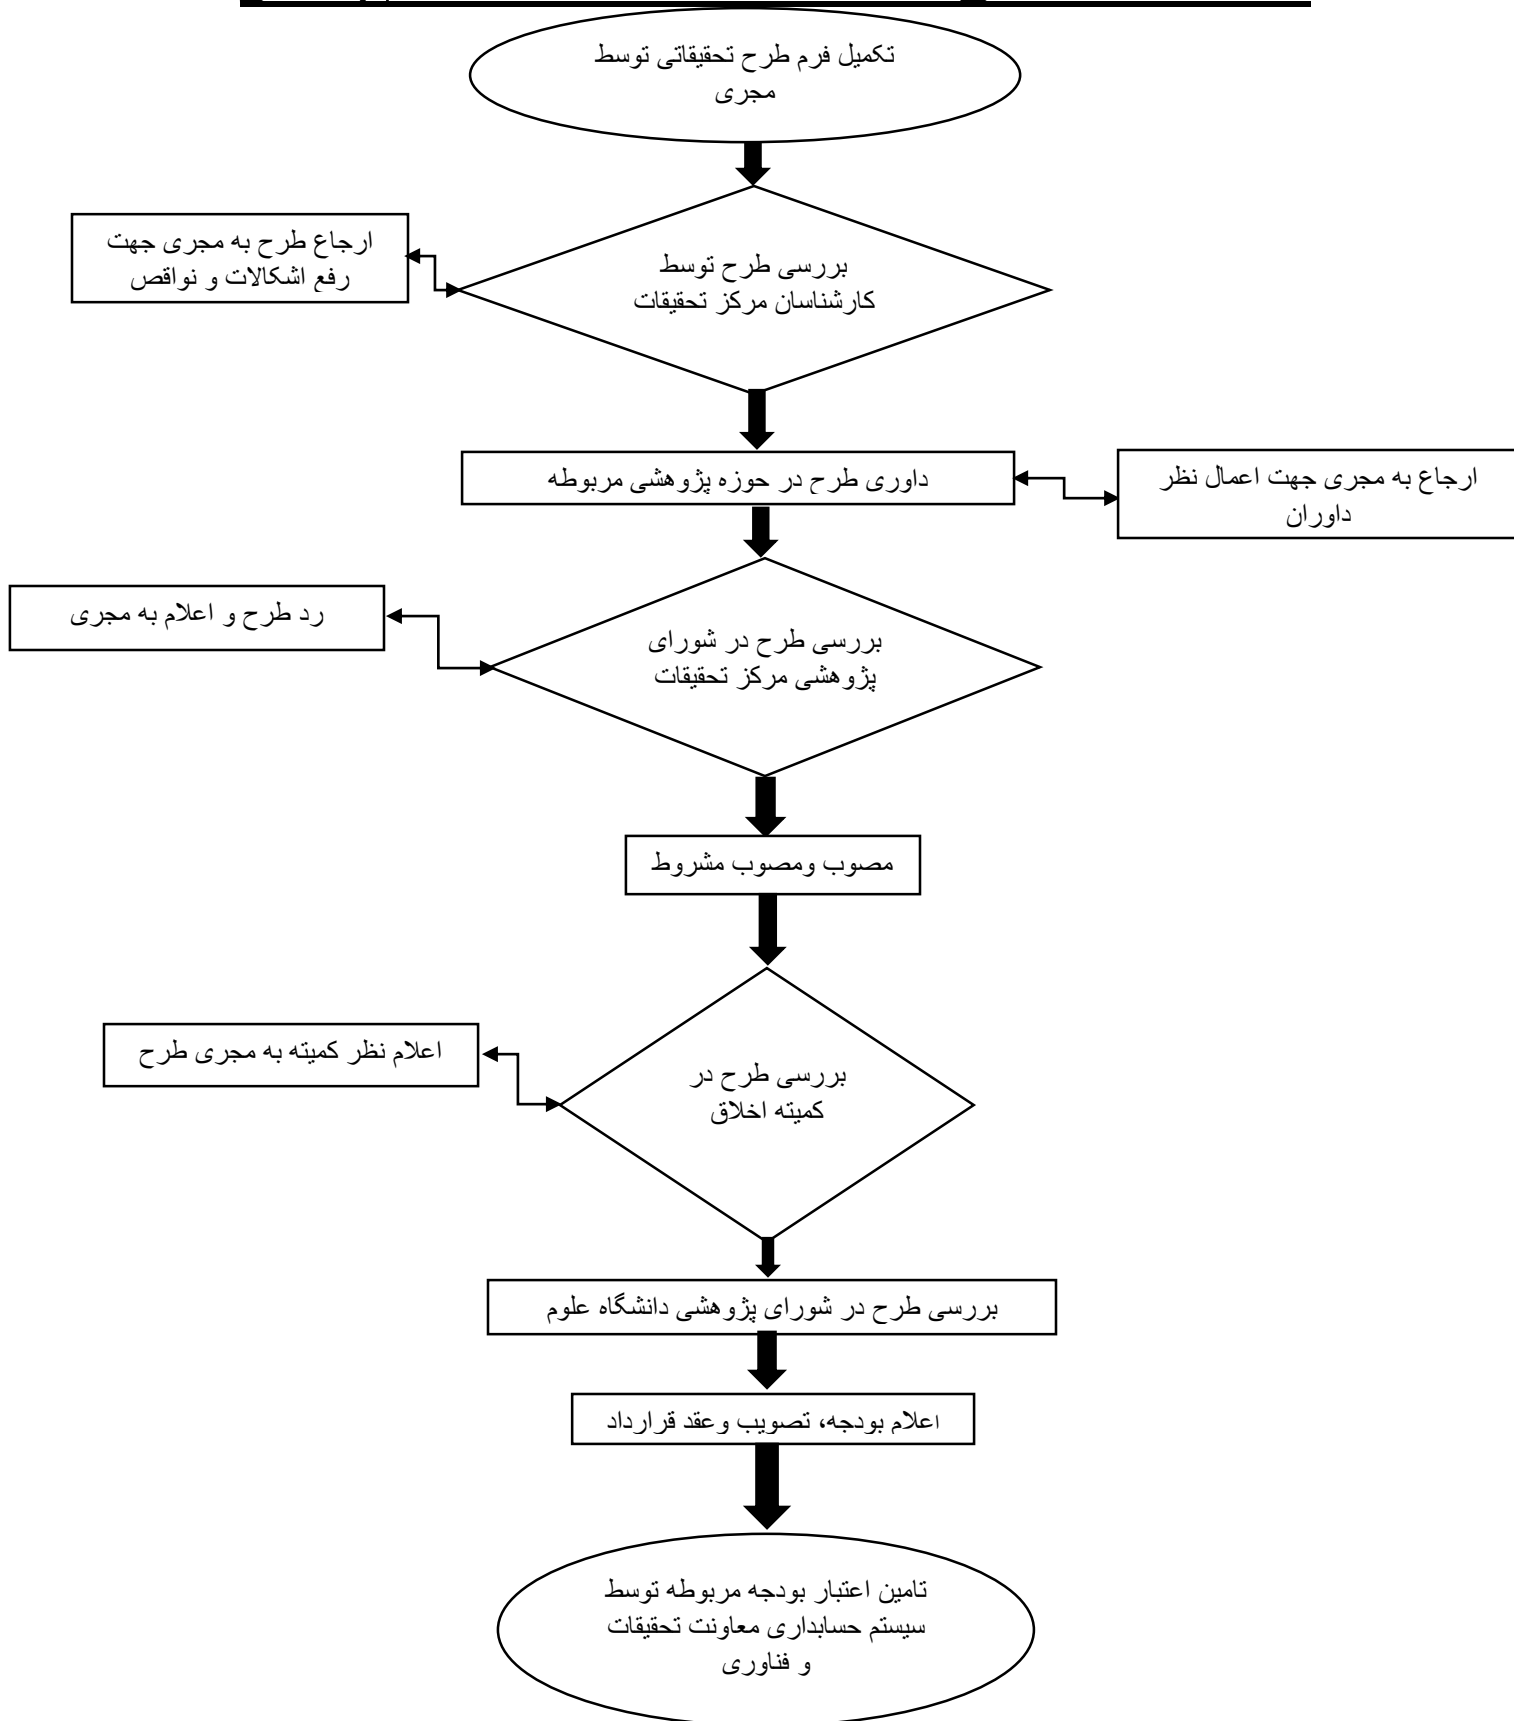 تکمیل فرم طرح تحقیقاتی توسط
مجری
بررسی طرح توسط
کارشناسان مرکز تحقیقات
ارجاع طرح به مجری جهت
رفع اشکالات و نواقص
داوری طرح در حوزه پژوهشی مربوطه
ارجاع به مجری جهت اعمال نظر
داوران
بررسی طرح در شورای
پژوهشی مرکز تحقیقات
رد طرح و اعلام به مجری
مصوب ومصوب مشروط
بررسی طرح در
کمیته اخلاق
اعلام نظر کمیته به مجری طرح
بررسی طرح در شورای پژوهشی دانشگاه علوم
اعلام بودجه، تصویب وعقد قرارداد
تامین اعتبار بودجه مربوطه توسط
سیستم حسابداری معاونت تحقیقات
و فناوری